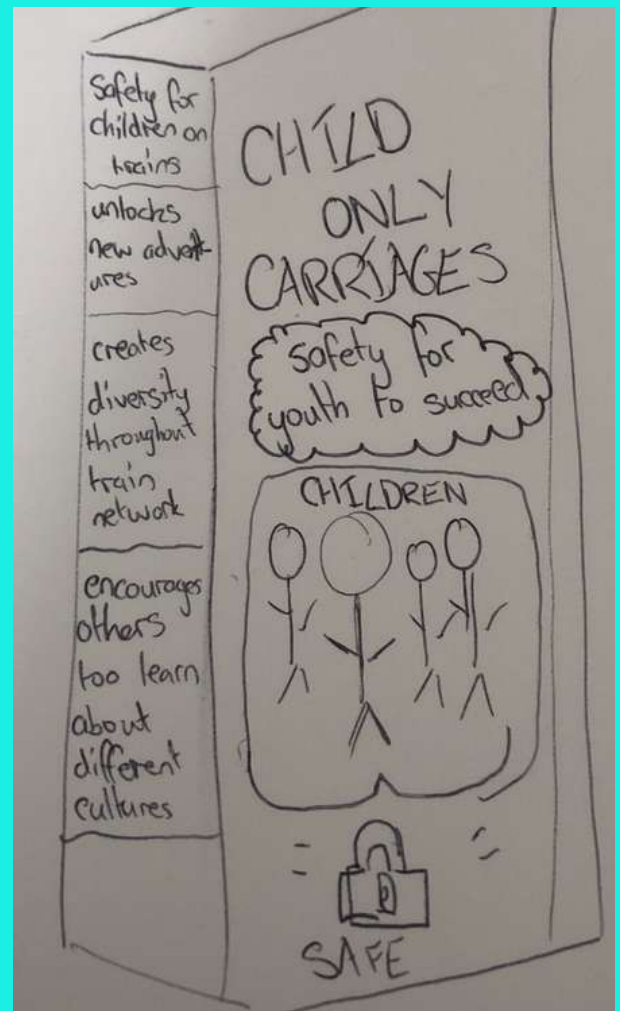 Safety for
children on
trains
unlocks
new advent-
ures
creates
diversity
throughout
train
network
encourages
others
too learn
about
different
cultures
CHILD
ONLY
CARRIAGES
safety for
youth to succeed
CHILDREN
SAFE